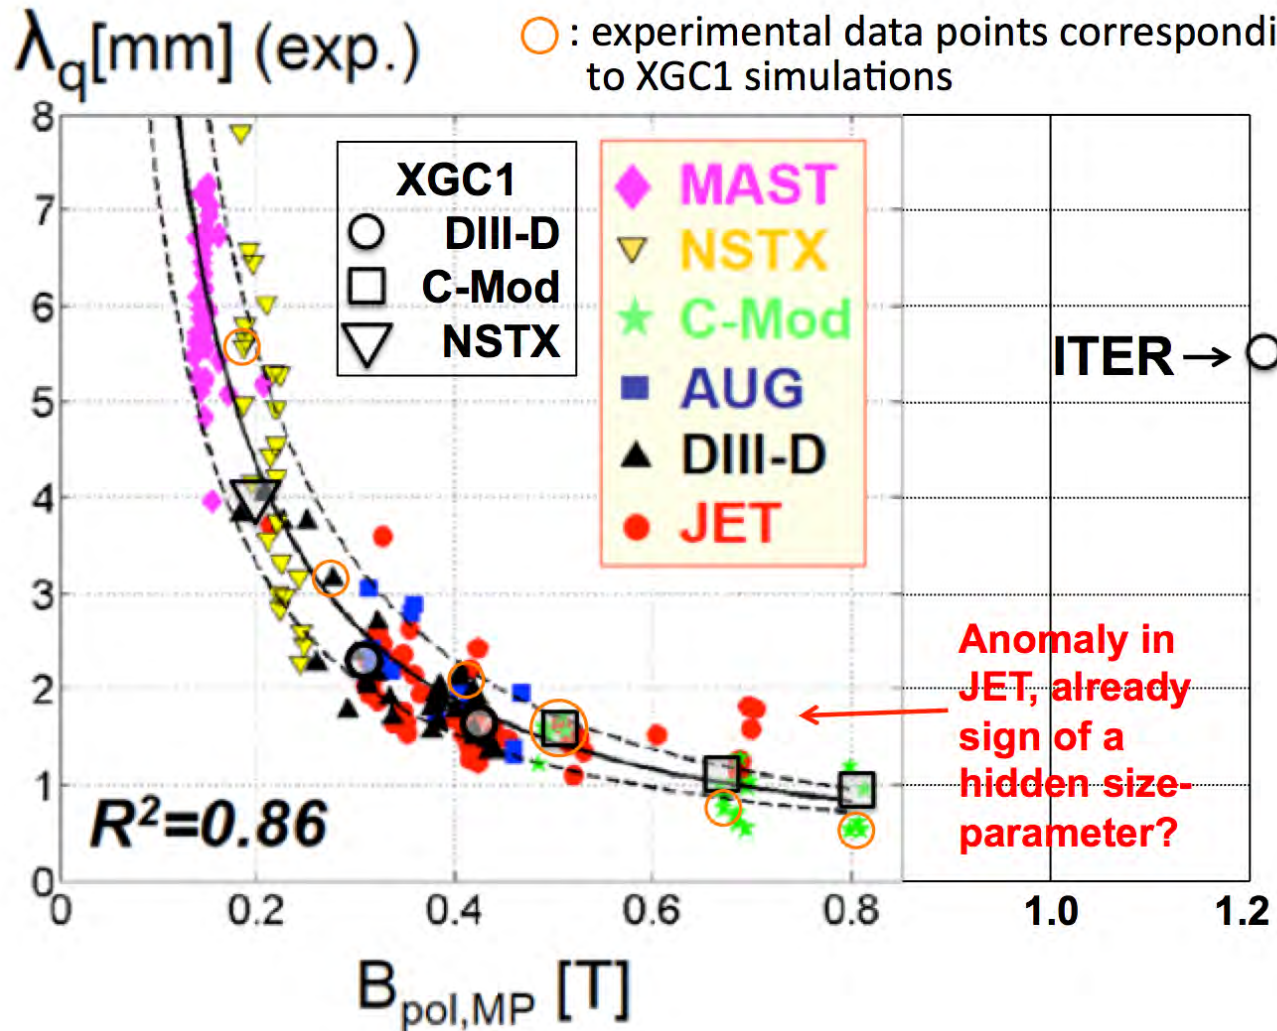 λq[mm] (exp.)
: experimental data points correspondi
to XGC1 simulations
8
7
6
5
4
3
2
1
0
XGC1
DIII-D
C-Mod
NSTX
MAST
NSTX
C-Mod
AUG
DIII-D
JET
ITER →
Anomaly in
JET, already
sign of a
hidden size-
parameter?
R²=0.86
0 0.2 0.4 0.6 0.8 1.0 1.2
Bpol,MP [T]